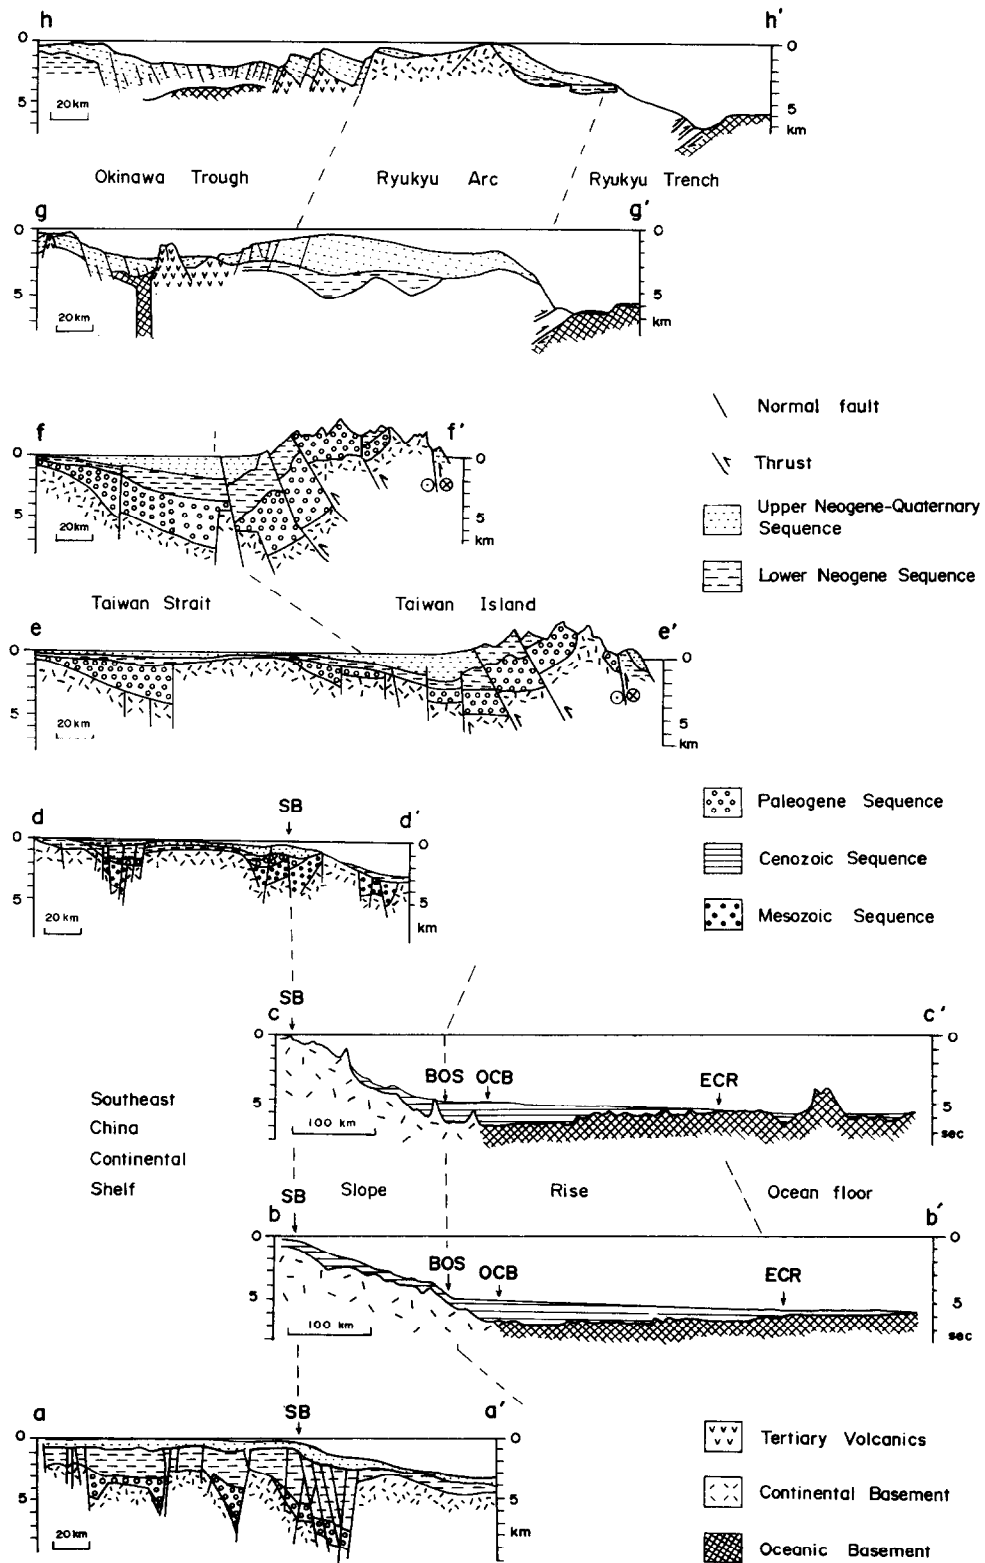 h h'
0 0
5 5
20 km km
Okinawa Trough Ryukyu Arc Ryukyu Trench
g g'
0 0
5 5
20 km km
f f'
0 0
5 5
20 km km
Normal fault
Thrust
Upper Neogene-Quaternary
Sequence
Lower Neogene Sequence
Taiwan Strait Taiwan Island
e e'
0 0
5 5
20 km km
SB
d d'
0 0
5 5
20 km km
Paleogene Sequence
Cenozoic Sequence
Mesozoic Sequence
SB
c c'
0 0
BOS OCB ECR
5 5
100 km sec
Southeast
China
Continental
Shelf
Slope Rise Ocean floor
SB
b b'
0 0
BOS OCB ECR
5 5
100 km sec
SB
a a'
0 0
5 5
20 km km
Tertiary Volcanics
Continental Basement
Oceanic Basement